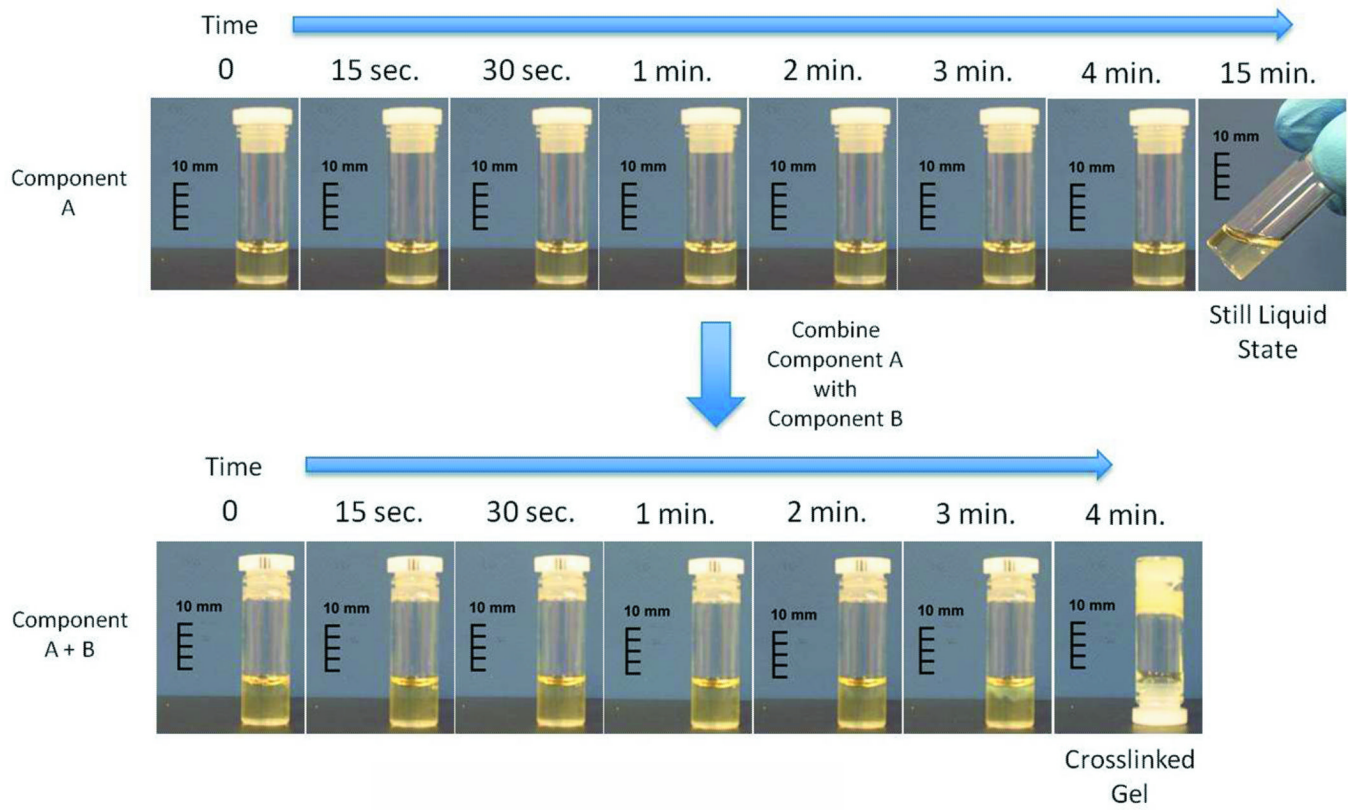 Time
0 15 sec. 30 sec. 1 min. 2 min. 3 min. 4 min. 15 min.
Component
A
10 mm 10 mm 10 mm 10 mm 10 mm 10 mm 10 mm 10 mm
Still Liquid
State
Combine
Component A
with
Component B
Time
0 15 sec. 30 sec. 1 min. 2 min. 3 min. 4 min.
Component
A + B
10 mm 10 mm 10 mm 10 mm 10 mm 10 mm 10 mm
Crosslinked
Gel